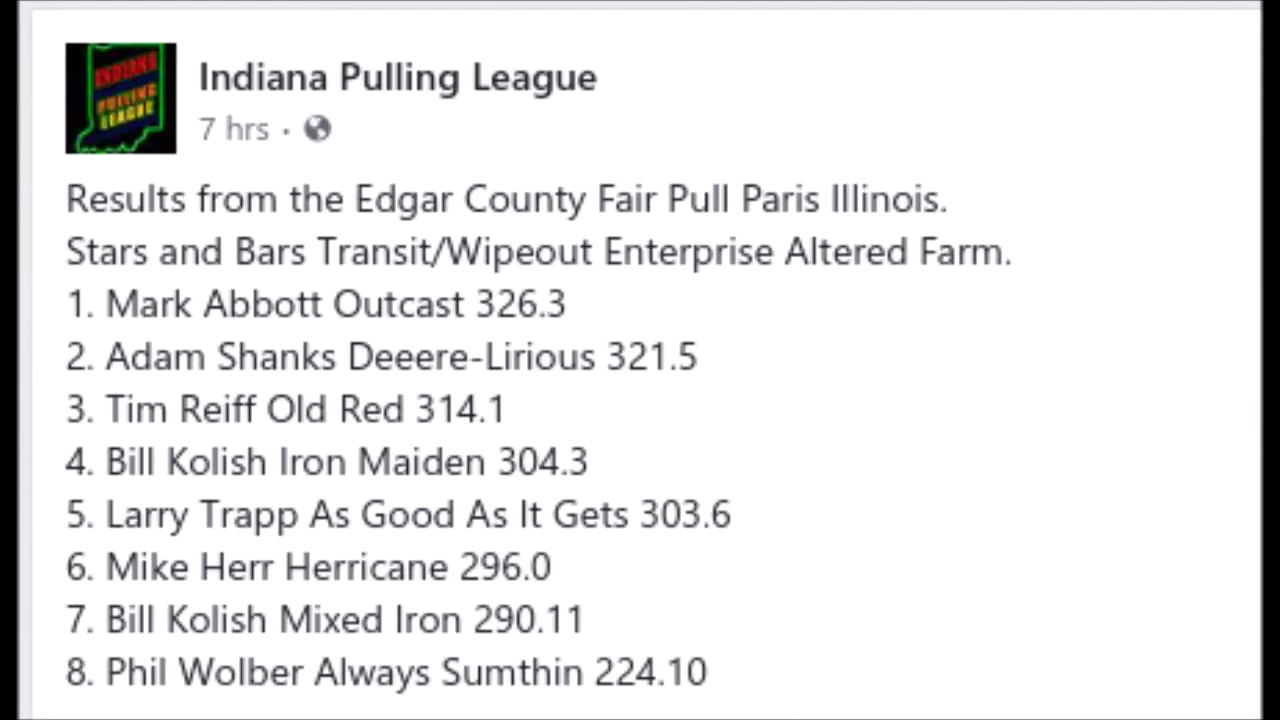 INDIANA
PULLING
LEAGUE
Indiana Pulling League
7 hrs ·
Results from the Edgar County Fair Pull Paris Illinois.
Stars and Bars Transit/Wipeout Enterprise Altered Farm.
1. Mark Abbott Outcast 326.3
2. Adam Shanks Deeere-Lirious 321.5
3. Tim Reiff Old Red 314.1
4. Bill Kolish Iron Maiden 304.3
5. Larry Trapp As Good As It Gets 303.6
6. Mike Herr Herricane 296.0
7. Bill Kolish Mixed Iron 290.11
8. Phil Wolber Always Sumthin 224.10